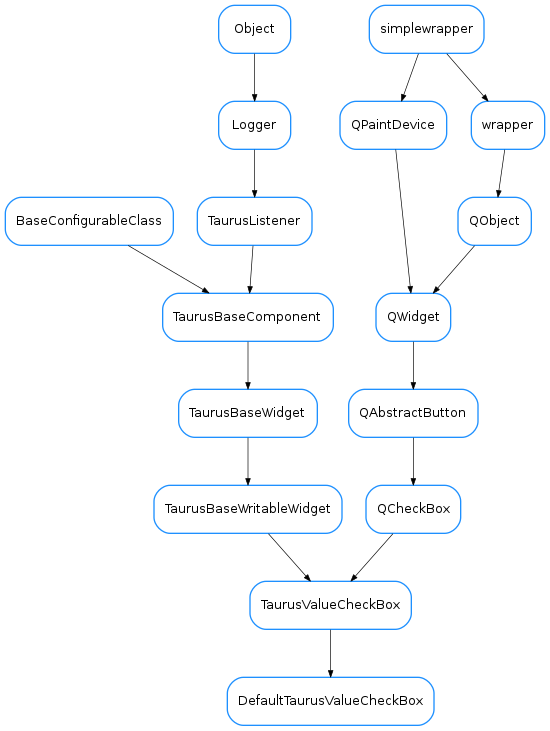 Object
simplewrapper
Logger
QPaintDevice
wrapper
BaseConfigurableClass
TaurusListener
QObject
TaurusBaseComponent
QWidget
TaurusBaseWidget
QAbstractButton
TaurusBaseWritableWidget
QCheckBox
TaurusValueCheckBox
DefaultTaurusValueCheckBox